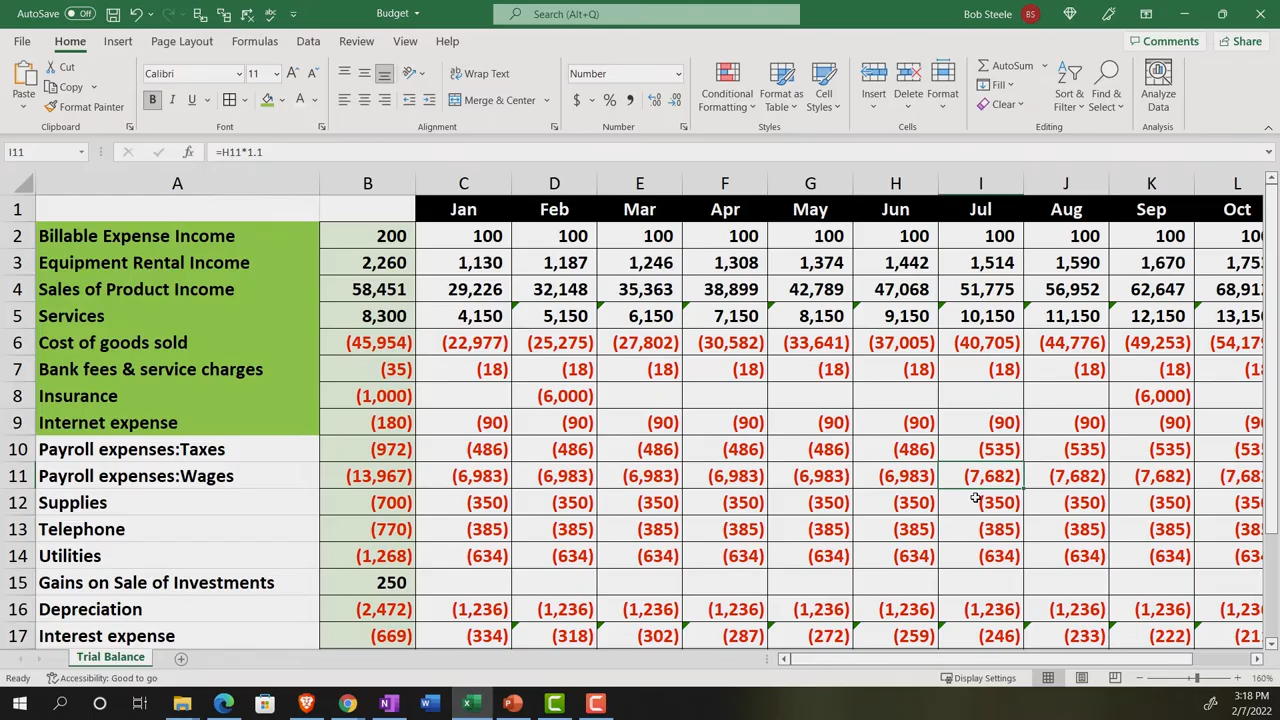 AutoSave Off Budget Search (Alt+Q) Bob Steele BS
File Home Insert Page Layout Formulas Data Review View Help Comments Share
Paste Cut Copy Format Painter Calibri 11 B I U A Wrap Text Merge & Center Number $ % , Conditional Formatting Format as Table Cell Styles Insert Delete Format AutoSum Fill Clear Sort & Filter Find & Select Analyze Data
Clipboard Font Alignment Number Styles Cells Editing Analysis
I11 fx =H11*1.1
A B C D E F G H I J K L
1 Jan Feb Mar Apr May Jun Jul Aug Sep Oct
2 Billable Expense Income 200 100 100 100 100 100 100 100 100 100
3 Equipment Rental Income 2,260 1,130 1,187 1,246 1,308 1,374 1,442 1,514 1,590 1,670
4 Sales of Product Income 58,451 29,226 32,148 35,363 38,899 42,789 47,068 51,775 56,952 62,647
5 Services 8,300 4,150 5,150 6,150 7,150 8,150 9,150 10,150 11,150 12,150 13,150
6 Cost of goods sold (45,954) (22,977) (25,275) (27,802) (30,582) (33,641) (37,005) (40,705) (44,776) (49,253)
7 Bank fees & service charges (35) (18) (18) (18) (18) (18) (18) (18) (18) (18)
8 Insurance (1,000) (6,000) (6,000)
9 Internet expense (180) (90) (90) (90) (90) (90) (90) (90) (90) (90)
10 Payroll expenses:Taxes (972) (486) (486) (486) (486) (486) (486) (535) (535) (535)
11 Payroll expenses:Wages (13,967) (6,983) (6,983) (6,983) (6,983) (6,983) (6,983) (7,682) (7,682) (7,682)
12 Supplies (700) (350) (350) (350) (350) (350) (350) (350) (350) (350)
13 Telephone (770) (385) (385) (385) (385) (385) (385) (385) (385) (385)
14 Utilities (1,268) (634) (634) (634) (634) (634) (634) (634) (634) (634)
15 Gains on Sale of Investments 250
16 Depreciation (2,472) (1,236) (1,236) (1,236) (1,236) (1,236) (1,236) (1,236) (1,236) (1,236)
17 Interest expense (669) (334) (318) (302) (287) (272) (259) (246) (233) (222)
Trial Balance
Ready Accessibility: Good to go Display Settings 160%
3:18 PM
2/7/2022